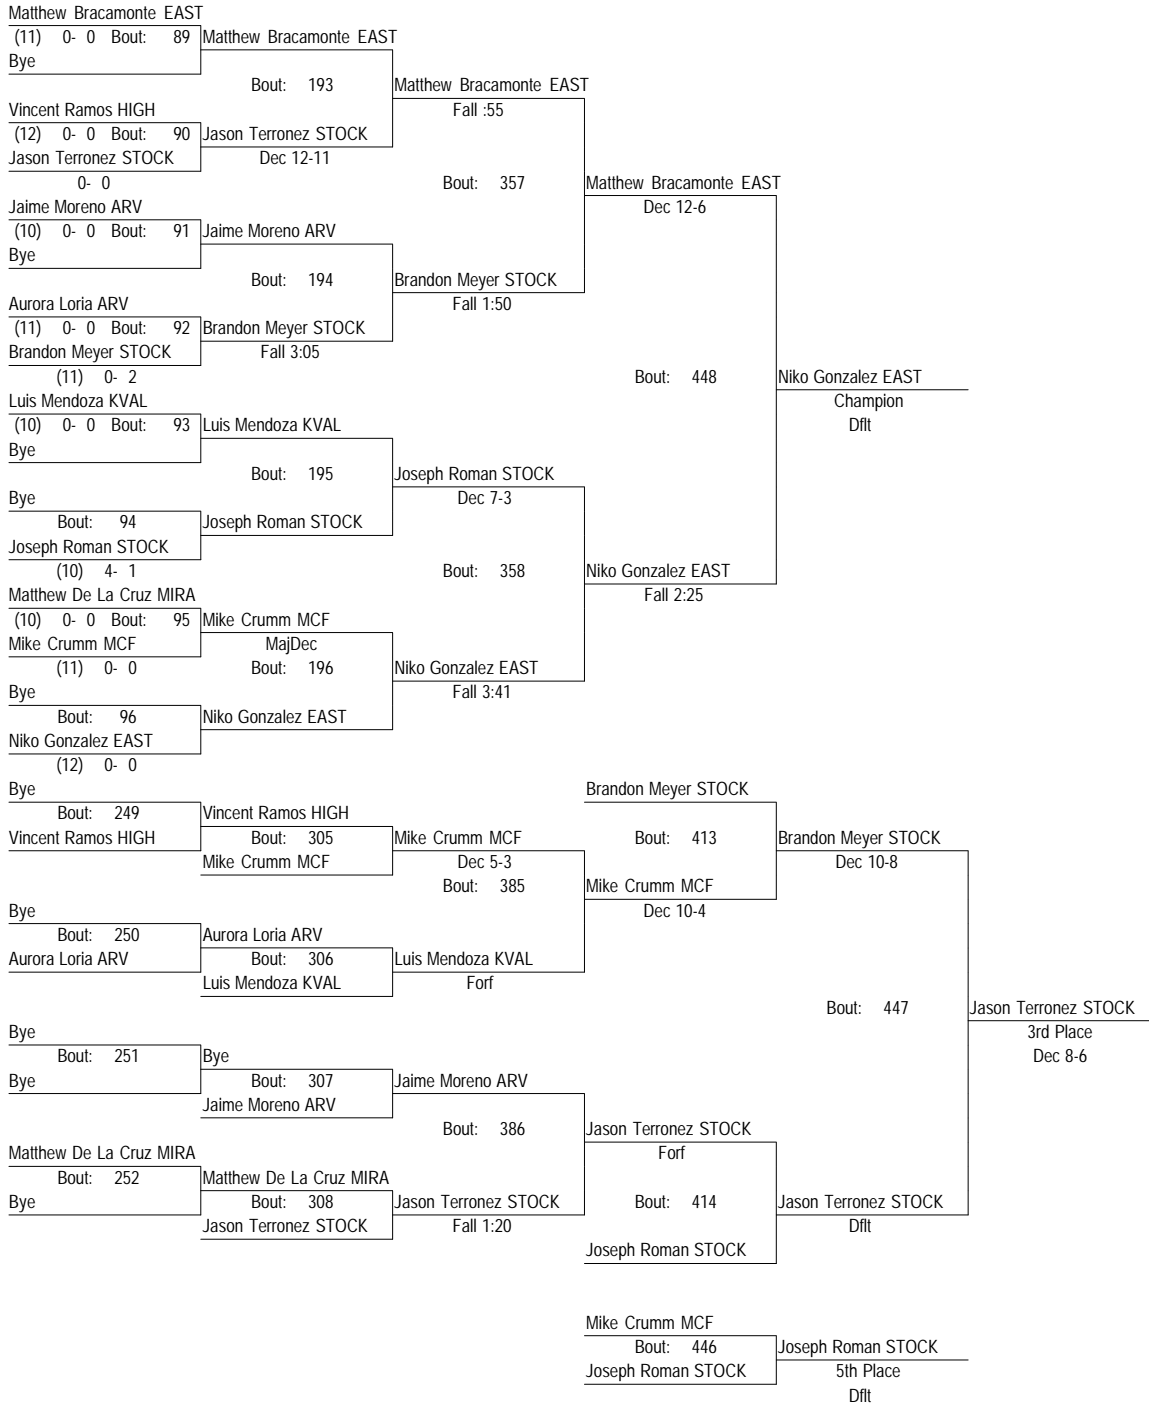 Matthew Bracamonte EAST
(11) 0- 0 Bout: 89 Matthew Bracamonte EAST
Bye
Bout: 193 Matthew Bracamonte EAST
Vincent Ramos HIGH Fall :55
(12) 0- 0 Bout: 90 Jason Terronez STOCK
Jason Terronez STOCK Dec 12-11
0- 0 Bout: 357 Matthew Bracamonte EAST
Jaime Moreno ARV Dec 12-6
(10) 0- 0 Bout: 91 Jaime Moreno ARV
Bye
Bout: 194 Brandon Meyer STOCK
Aurora Loria ARV Fall 1:50
(11) 0- 0 Bout: 92 Brandon Meyer STOCK
Brandon Meyer STOCK Fall 3:05
(11) 0- 2 Bout: 448 Niko Gonzalez EAST
Luis Mendoza KVAL Champion
(10) 0- 0 Bout: 93 Luis Mendoza KVAL Dflt
Bye
Bout: 195 Joseph Roman STOCK
Bye Dec 7-3
Bout: 94 Joseph Roman STOCK
Joseph Roman STOCK
(10) 4- 1 Bout: 358 Niko Gonzalez EAST
Matthew De La Cruz MIRA Fall 2:25
(10) 0- 0 Bout: 95 Mike Crumm MCF
Mike Crumm MCF MajDec
(11) 0- 0 Bout: 196 Niko Gonzalez EAST
Bye Fall 3:41
Bout: 96 Niko Gonzalez EAST
Niko Gonzalez EAST
(12) 0- 0
Bye Brandon Meyer STOCK
Bout: 249 Vincent Ramos HIGH
Vincent Ramos HIGH Bout: 305 Mike Crumm MCF Bout: 413 Brandon Meyer STOCK
Mike Crumm MCF Dec 5-3 Dec 10-8
Bout: 385 Mike Crumm MCF
Bye Dec 10-4
Bout: 250 Aurora Loria ARV
Aurora Loria ARV Bout: 306 Luis Mendoza KVAL
Luis Mendoza KVAL Forf
Bout: 447 Jason Terronez STOCK
Bye 3rd Place
Bout: 251 Bye Dec 8-6
Bye Bout: 307 Jaime Moreno ARV
Jaime Moreno ARV
Bout: 386 Jason Terronez STOCK
Matthew De La Cruz MIRA Forf
Bout: 252 Matthew De La Cruz MIRA
Bye Bout: 308 Jason Terronez STOCK Bout: 414 Jason Terronez STOCK
Jason Terronez STOCK Fall 1:20 Dflt
Joseph Roman STOCK
Mike Crumm MCF
Bout: 446 Joseph Roman STOCK
Joseph Roman STOCK 5th Place
Dflt